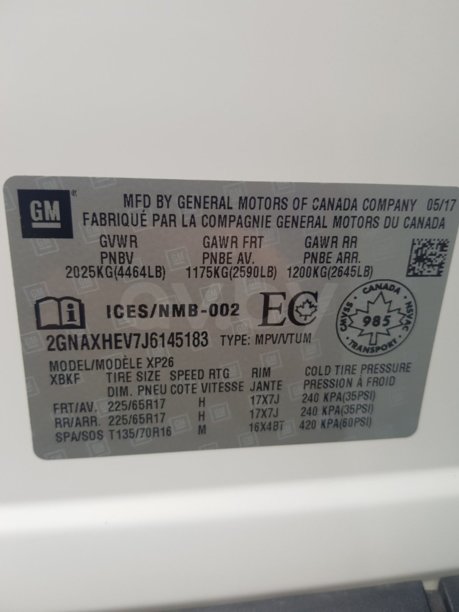 GM
MFD BY GENERAL MOTORS OF CANADA COMPANY 05/17
FABRIQUÉ PAR LA COMPAGNIE GENERAL MOTORS DU CANADA
GVWR GAWR FRT GAWR RR
PNBV PNBE AV. PNBE ARR.
2025KG(4464LB) 1175KG(2590LB) 1200KG(2645LB)
ICES/NMB-002 EC
CANADA
CMVSS 985 NSVAC
TRANSPORT
2GNAXHEV7J6145183 TYPE: MPV/VTUM
MODEL/MODÈLE XP26
XBKF TIRE SIZE SPEED RTG RIM COLD TIRE PRESSURE
DIM. PNEU COTE VITESSE JANTE PRESSION À FROID
FRT/AV. 225/65R17 H 17X7J 240 KPA(35PSI)
RR/ARR. 225/65R17 H 17X7J 240 KPA(35PSI)
SPA/SOS T135/70R16 M 16X4BT 420 KPA(60PSI)